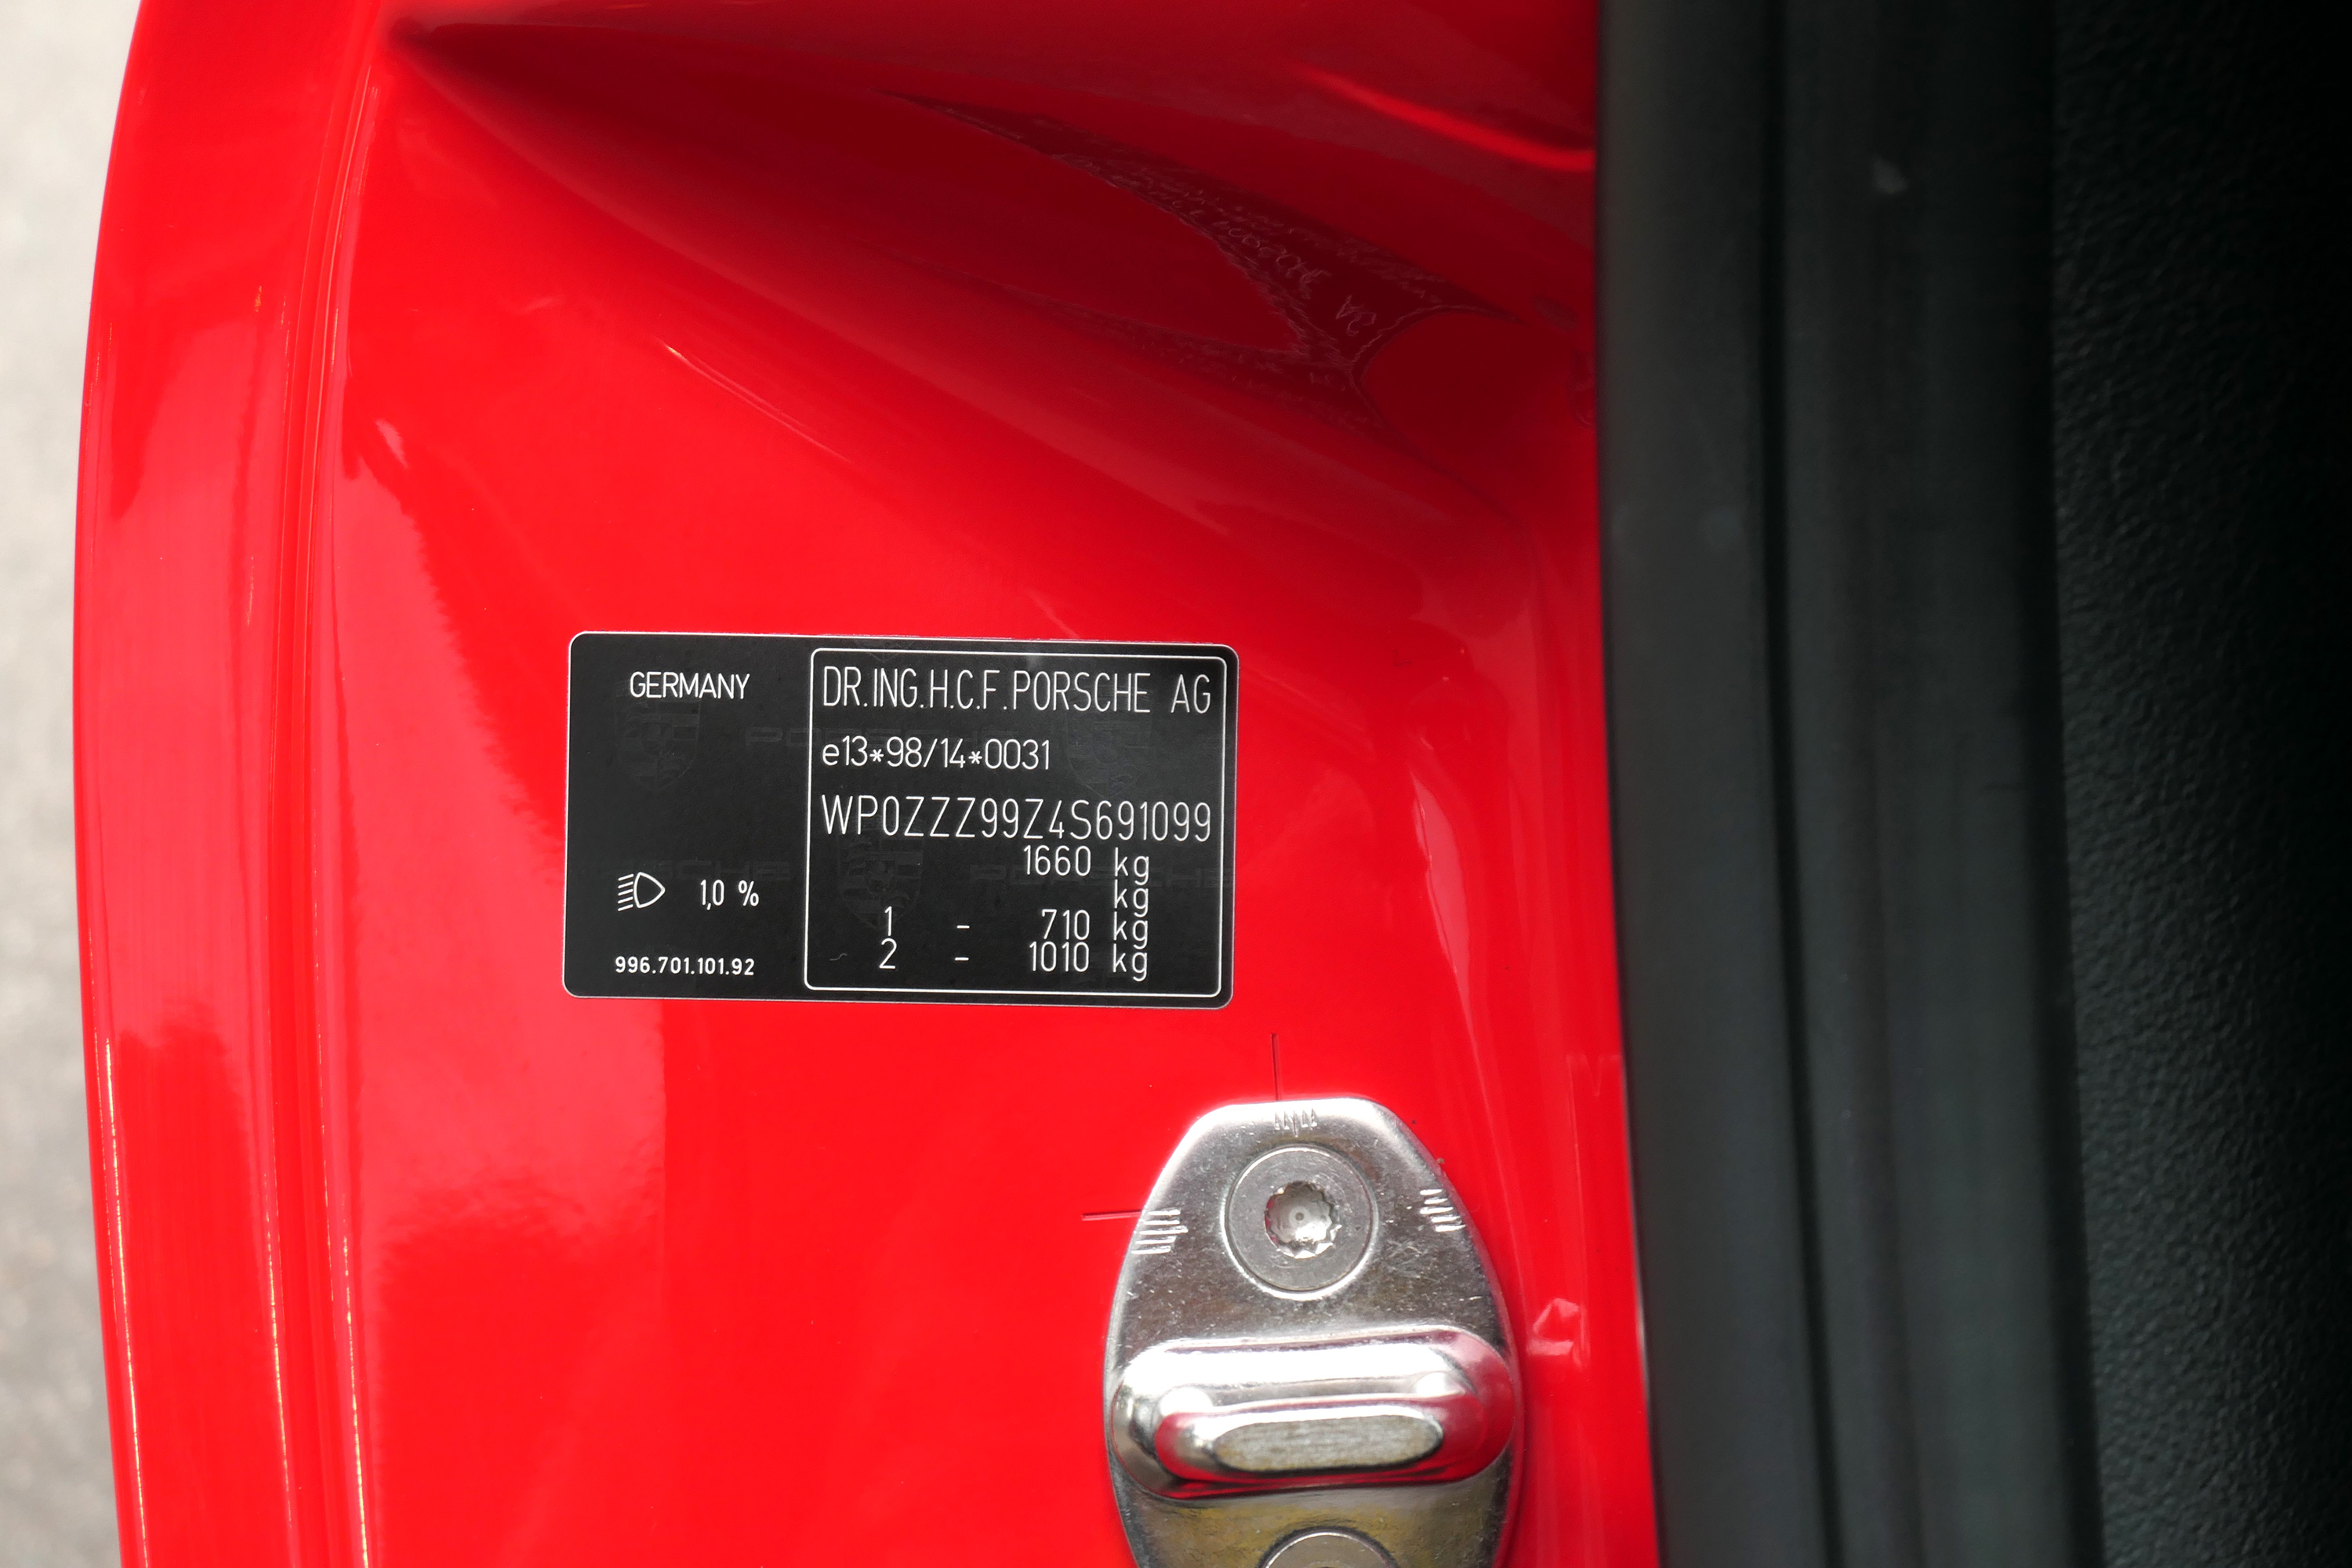 GERMANY
1,0 %
996.701.101.92
DR.ING.H.C.F.PORSCHE AG
e13*98/14*0031
WP0ZZZ99Z4S691099
1660 kg
kg
1 - 710 kg
2 - 1010 kg